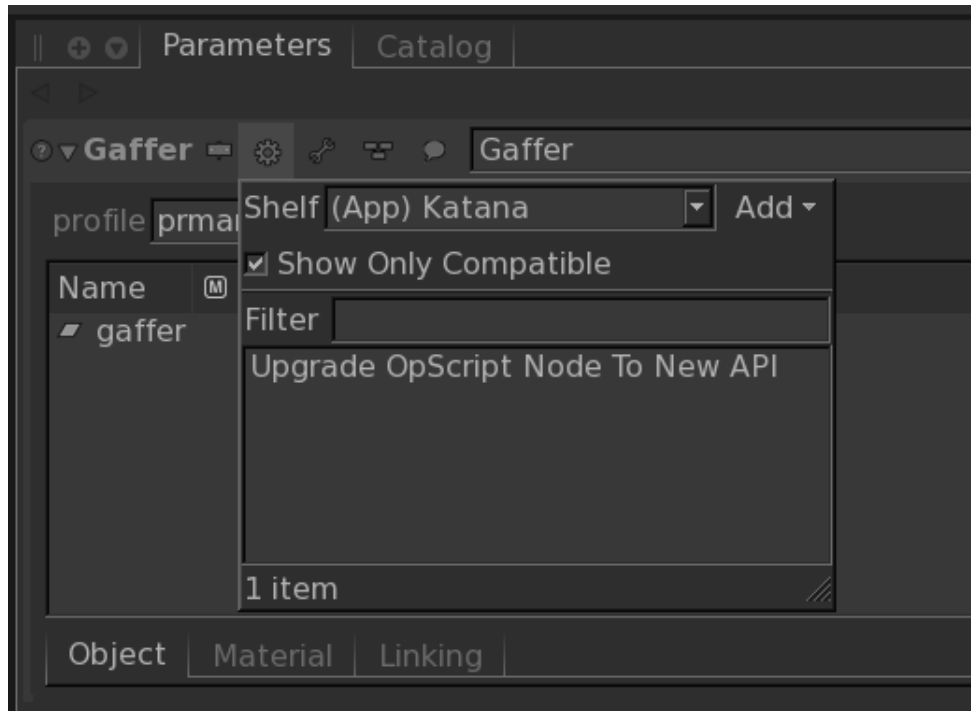 Parameters Catalog
Gaffer Gaffer
profile prma
Shelf (App) Katana Add
Show Only Compatible
Name M
Filter
gaffer
Upgrade OpScript Node To New API
1 item
Object Material Linking